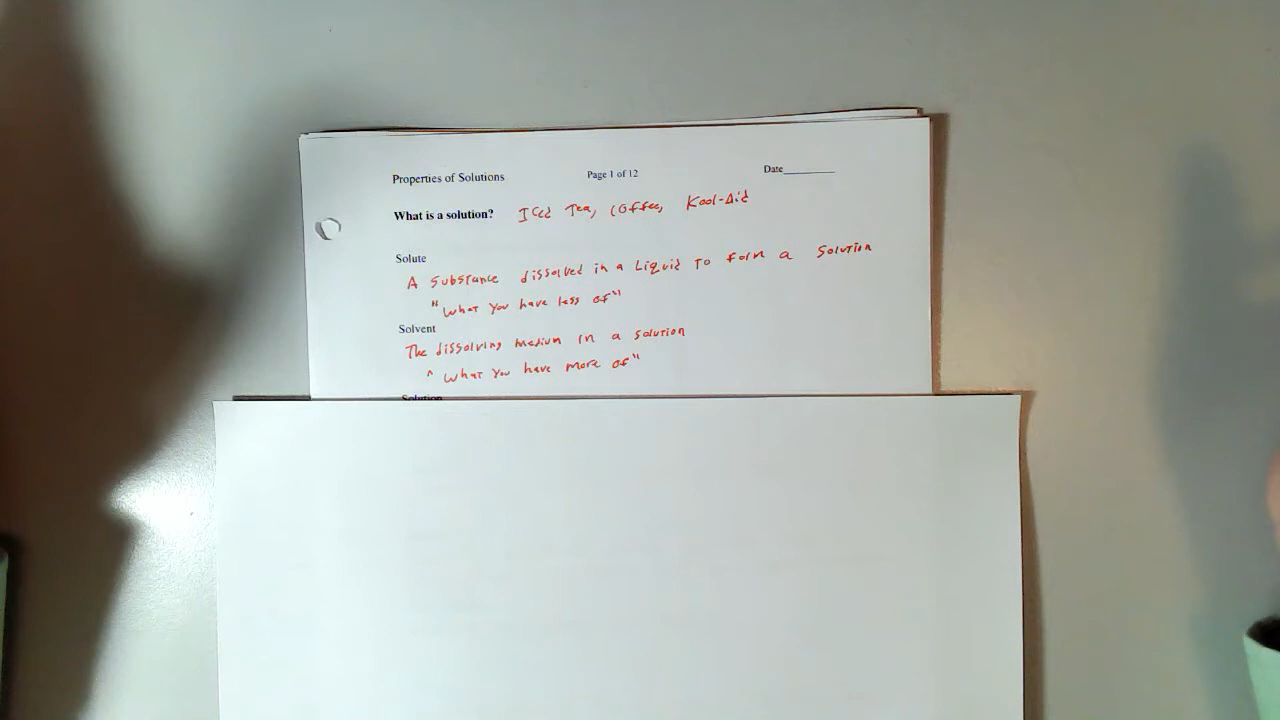 Properties of Solutions Page 1 of 12 Date________
What is a solution? Iced Tea, Coffee, Kool-Aid
Solute
A substance dissolved in a Liquid To form a solution
"What you have less of"
Solvent
The dissolving medium in a solution
"What you have more of"
Solution